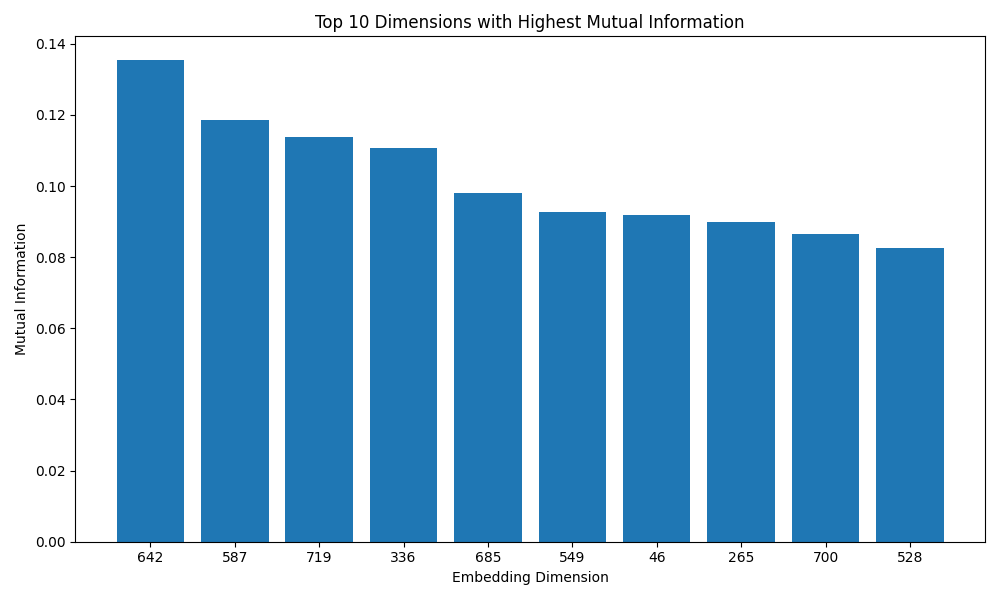 Top 10 Dimensions with Highest Mutual Information
0.14
0.12
0.10
0.08
0.06
0.04
0.02
0.00
Mutual Information
642 587 719 336 685 549 46 265 700 528
Embedding Dimension